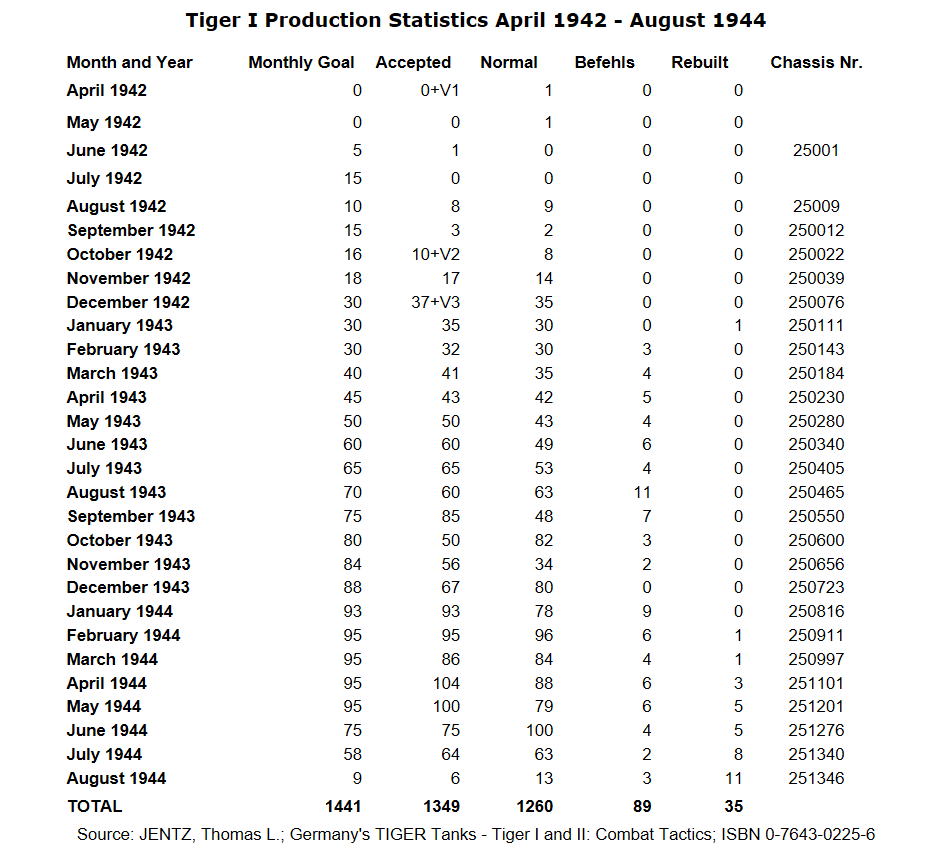 Tiger I Production Statistics April 1942 - August 1944
Month and Year Monthly Goal Accepted Normal Befehls Rebuilt Chassis Nr.
April 1942 0 0+V1 1 0 0
May 1942 0 0 1 0 0
June 1942 5 1 0 0 0 25001
July 1942 15 0 0 0 0
August 1942 10 8 9 0 0 25009
September 1942 15 3 2 0 0 250012
October 1942 16 10+V2 8 0 0 250022
November 1942 18 17 14 0 0 250039
December 1942 30 37+V3 35 0 0 250076
January 1943 30 35 30 0 1 250111
February 1943 30 32 30 3 0 250143
March 1943 40 41 35 4 0 250184
April 1943 45 43 42 5 0 250230
May 1943 50 50 43 4 0 250280
June 1943 60 60 49 6 0 250340
July 1943 65 65 53 4 0 250405
August 1943 70 60 63 11 0 250465
September 1943 75 85 48 7 0 250550
October 1943 80 50 82 3 0 250600
November 1943 84 56 34 2 0 250656
December 1943 88 67 80 0 0 250723
January 1944 93 93 78 9 0 250816
February 1944 95 95 96 6 1 250911
March 1944 95 86 84 4 1 250997
April 1944 95 104 88 6 3 251101
May 1944 95 100 79 6 5 251201
June 1944 75 75 100 4 5 251276
July 1944 58 64 63 2 8 251340
August 1944 9 6 13 3 11 251346
TOTAL 1441 1349 1260 89 35
Source: JENTZ, Thomas L.; Germany's TIGER Tanks - Tiger I and II: Combat Tactics; ISBN 0-7643-0225-6